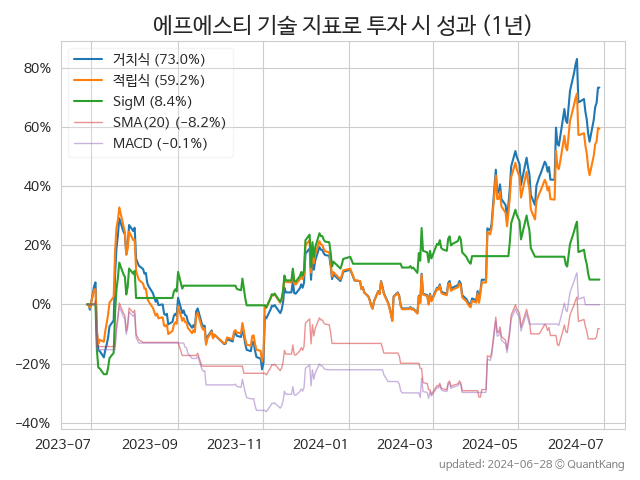 에프에스티 기술 지표로 투자 시 성과 (1년)
거치식 (73.0%)
적립식 (59.2%)
SigM (8.4%)
SMA(20) (−8.2%)
MACD (−0.1%)
80%
60%
40%
20%
0%
−20%
−40%
2023-07 2023-09 2023-11 2024-01 2024-03 2024-05 2024-07
updated: 2024-06-28 © QuantKang